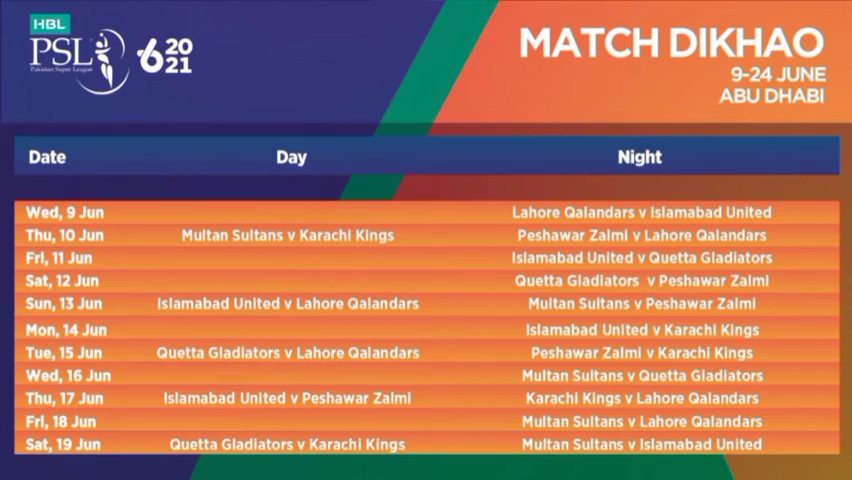 HBL
PSL
Pakistan Super League
6 2021
MATCH DIKHAO
9-24 JUNE
ABU DHABI
Date Day Night
Wed, 9 Jun Lahore Qalandars v Islamabad United
Thu, 10 Jun Multan Sultans v Karachi Kings Peshawar Zalmi v Lahore Qalandars
Fri, 11 Jun Islamabad United v Quetta Gladiators
Sat, 12 Jun Quetta Gladiators v Peshawar Zalmi
Sun, 13 Jun Islamabad United v Lahore Qalandars Multan Sultans v Peshawar Zalmi
Mon, 14 Jun Islamabad United v Karachi Kings
Tue, 15 Jun Quetta Gladiators v Lahore Qalandars Peshawar Zalmi v Karachi Kings
Wed, 16 Jun Multan Sultans v Quetta Gladiators
Thu, 17 Jun Islamabad United v Peshawar Zalmi Karachi Kings v Lahore Qalandars
Fri, 18 Jun Multan Sultans v Lahore Qalandars
Sat, 19 Jun Quetta Gladiators v Karachi Kings Multan Sultans v Islamabad United